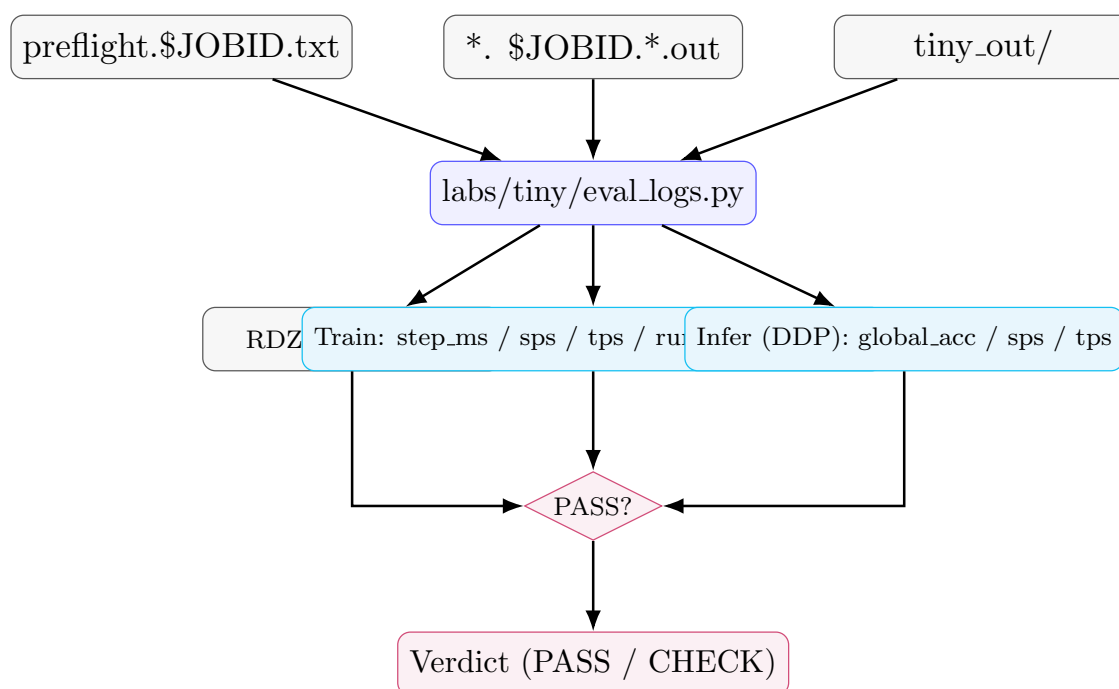 preflight.$JOBID.txt
*. $JOBID.*.out
tiny_out/
labs/tiny/eval_logs.py
RDZ
Train: step_ms / sps / tps /
Infer (DDP): global_acc / sps / tps
PASS?
Verdict (PASS / CHECK)